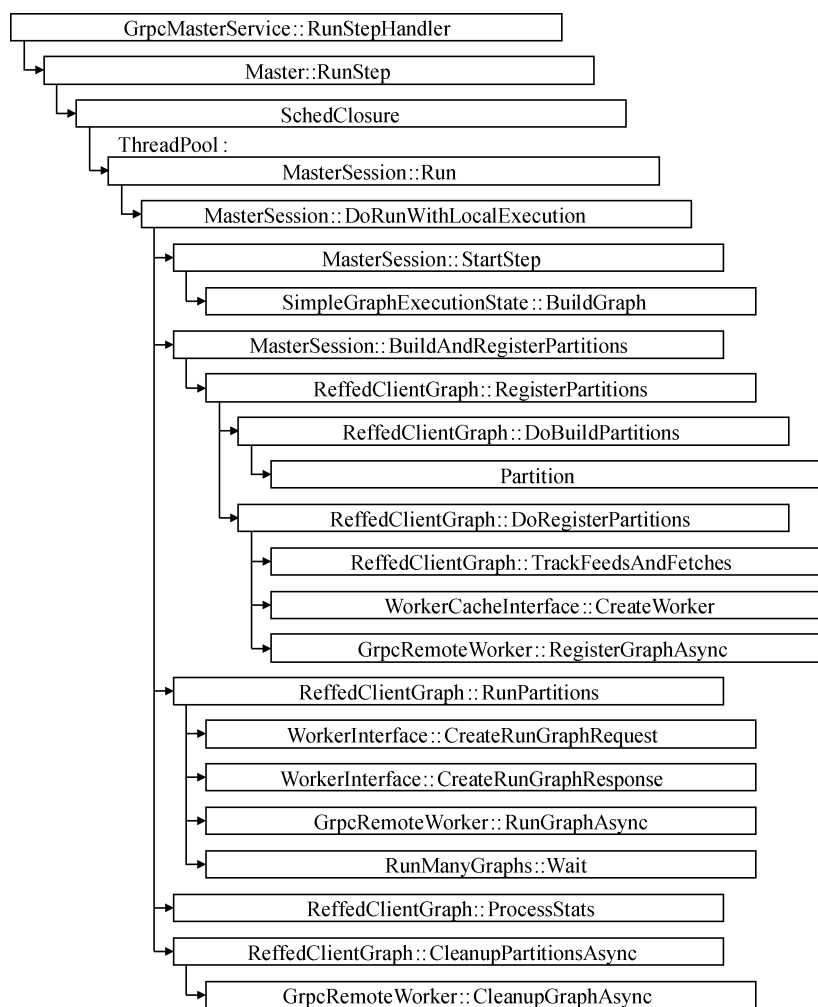 GrpcMasterService::RunStepHandler
Master::RunStep
SchedClosure
ThreadPool:
MasterSession::Run
MasterSession::DoRunWithLocalExecution
MasterSession::StartStep
SimpleGraphExecutionState::BuildGraph
MasterSession::BuildAndRegisterPartitions
ReffedClientGraph::RegisterPartitions
ReffedClientGraph::DoBuildPartitions
Partition
ReffedClientGraph::DoRegisterPartitions
ReffedClientGraph::TrackFeedsAndFetches
WorkerCacheInterface::CreateWorker
GrpcRemoteWorker::RegisterGraphAsync
ReffedClientGraph::RunPartitions
WorkerInterface::CreateRunGraphRequest
WorkerInterface::CreateRunGraphResponse
GrpcRemoteWorker::RunGraphAsync
RunManyGraphs::Wait
ReffedClientGraph::ProcessStats
ReffedClientGraph::CleanupPartitionsAsync
GrpcRemoteWorker::CleanupGraphAsync